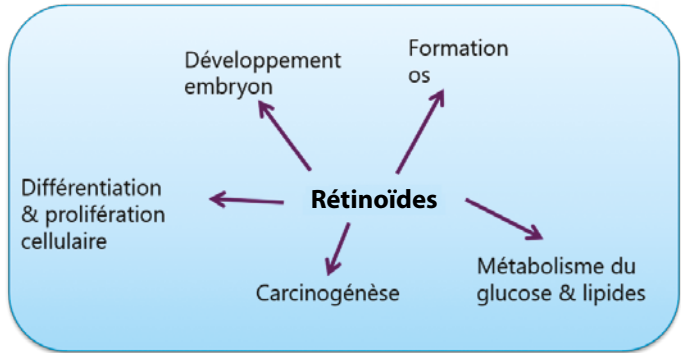 Développement
embryon
Formation
os
Différentiation
& prolifération
cellulaire
Rétinoïdes
Carcinogénèse
Métabolisme du
glucose & lipides